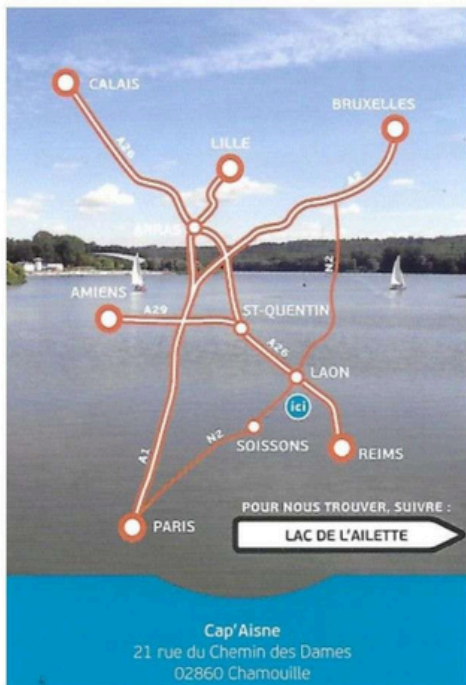 CALAIS
BRUXELLES
LILLE
A26
A2
ARRAS
N2
AMIENS
A29
ST-QUENTIN
A26
LAON
ici
N2
SOISSONS
A1
REIMS
PARIS
POUR NOUS TROUVER, SUIVRE :
LAC DE L'AILETTE
Cap'Aisne
21 rue du Chemin des Dames
02860 Chamouille